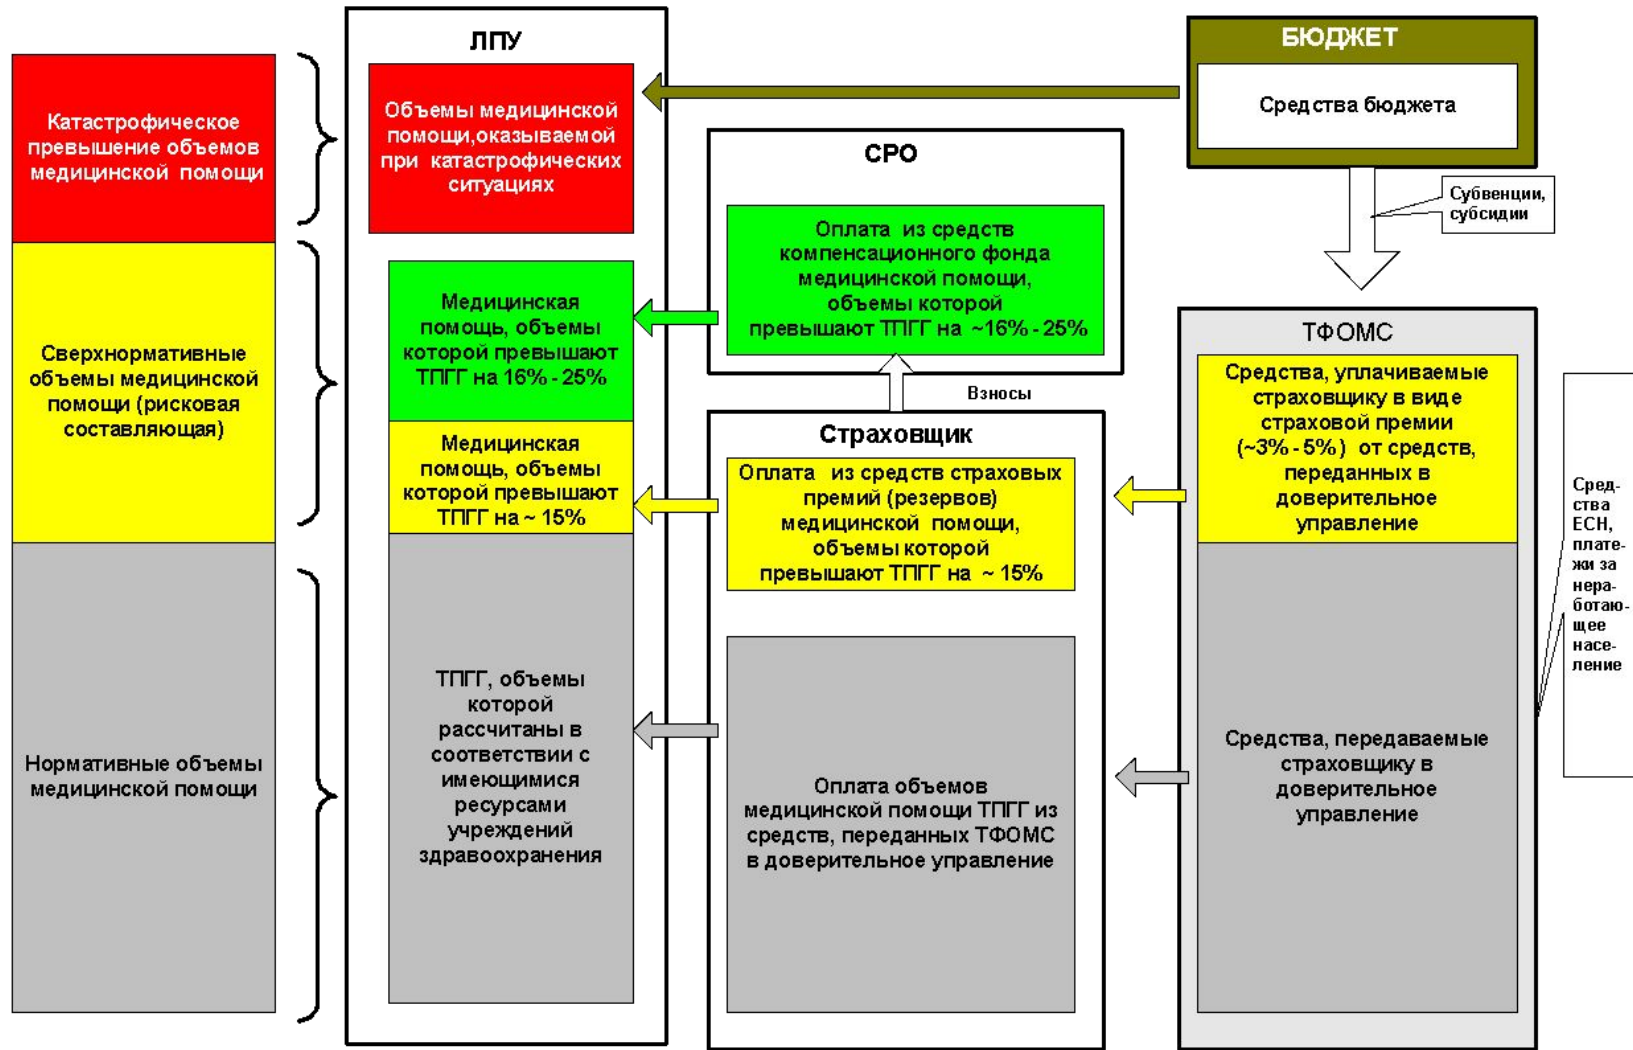 Катастрофическое
превышение объемов
медицинской помощи
Сверхнормативные
объемы медицинской
помощи (рисковая
составляющая)
Нормативные объемы
медицинской помощи
ЛПУ
Объемы медицинской
помощи,оказываемой
при катастрофических
ситуациях
Медицинская
помощь, объемы
которой превышают
ТПГГ на 16% - 25%
Медицинская
помощь, объемы
которой превышают
ТПГГ на ~ 15%
ТПГГ, объемы
которой
рассчитаны в
соответствии с
имеющимися
ресурсами
учреждений
здравоохранения
СРО
Оплата из средств
компенсационного фонда
медицинской помощи,
объемы которой
превышают ТПГГ на ~16% - 25%
Взносы
Страховщик
Оплата из средств страховых
премий (резервов)
медицинской помощи,
объемы которой
превышают ТПГГ на ~ 15%
Оплата объемов
медицинской помощи ТПГГ из
средств, переданных ТФОМС
в доверительное управление
БЮДЖЕТ
Средства бюджета
Субвенции,
субсидии
ТФОМС
Средства, уплачиваемые
страховщику в виде
страховой премии
(~3% - 5% ) от средств,
переданных в
доверительное
управление
Средства, передаваемые
страховщику в
доверительное
управление
Сред-
ства
ЕСН,
плате-
жи за
нера-
ботаю-
щее
насе-
ление